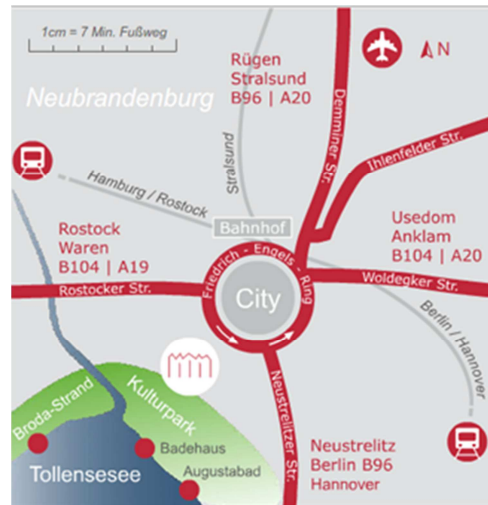 1cm = 7 Min. Fußweg
N
Neubrandenburg
Rügen
Stralsund
B96 | A20
Demminer Str.
Ihlenfelder Str.
Stralsund
Hamburg / Rostock
Bahnhof
Rostock
Waren
B104 | A19
Usedom
Anklam
B104 | A20
Friedrich - Engels - Ring
City
Rostocker Str.
Woldegker Str.
Berlin / Hannover
Neustrelitzer Str.
Broda-Strand
Kulturpark
Badehaus
Tollensesee
Augustabad
Neustrelitz
Berlin B96
Hannover